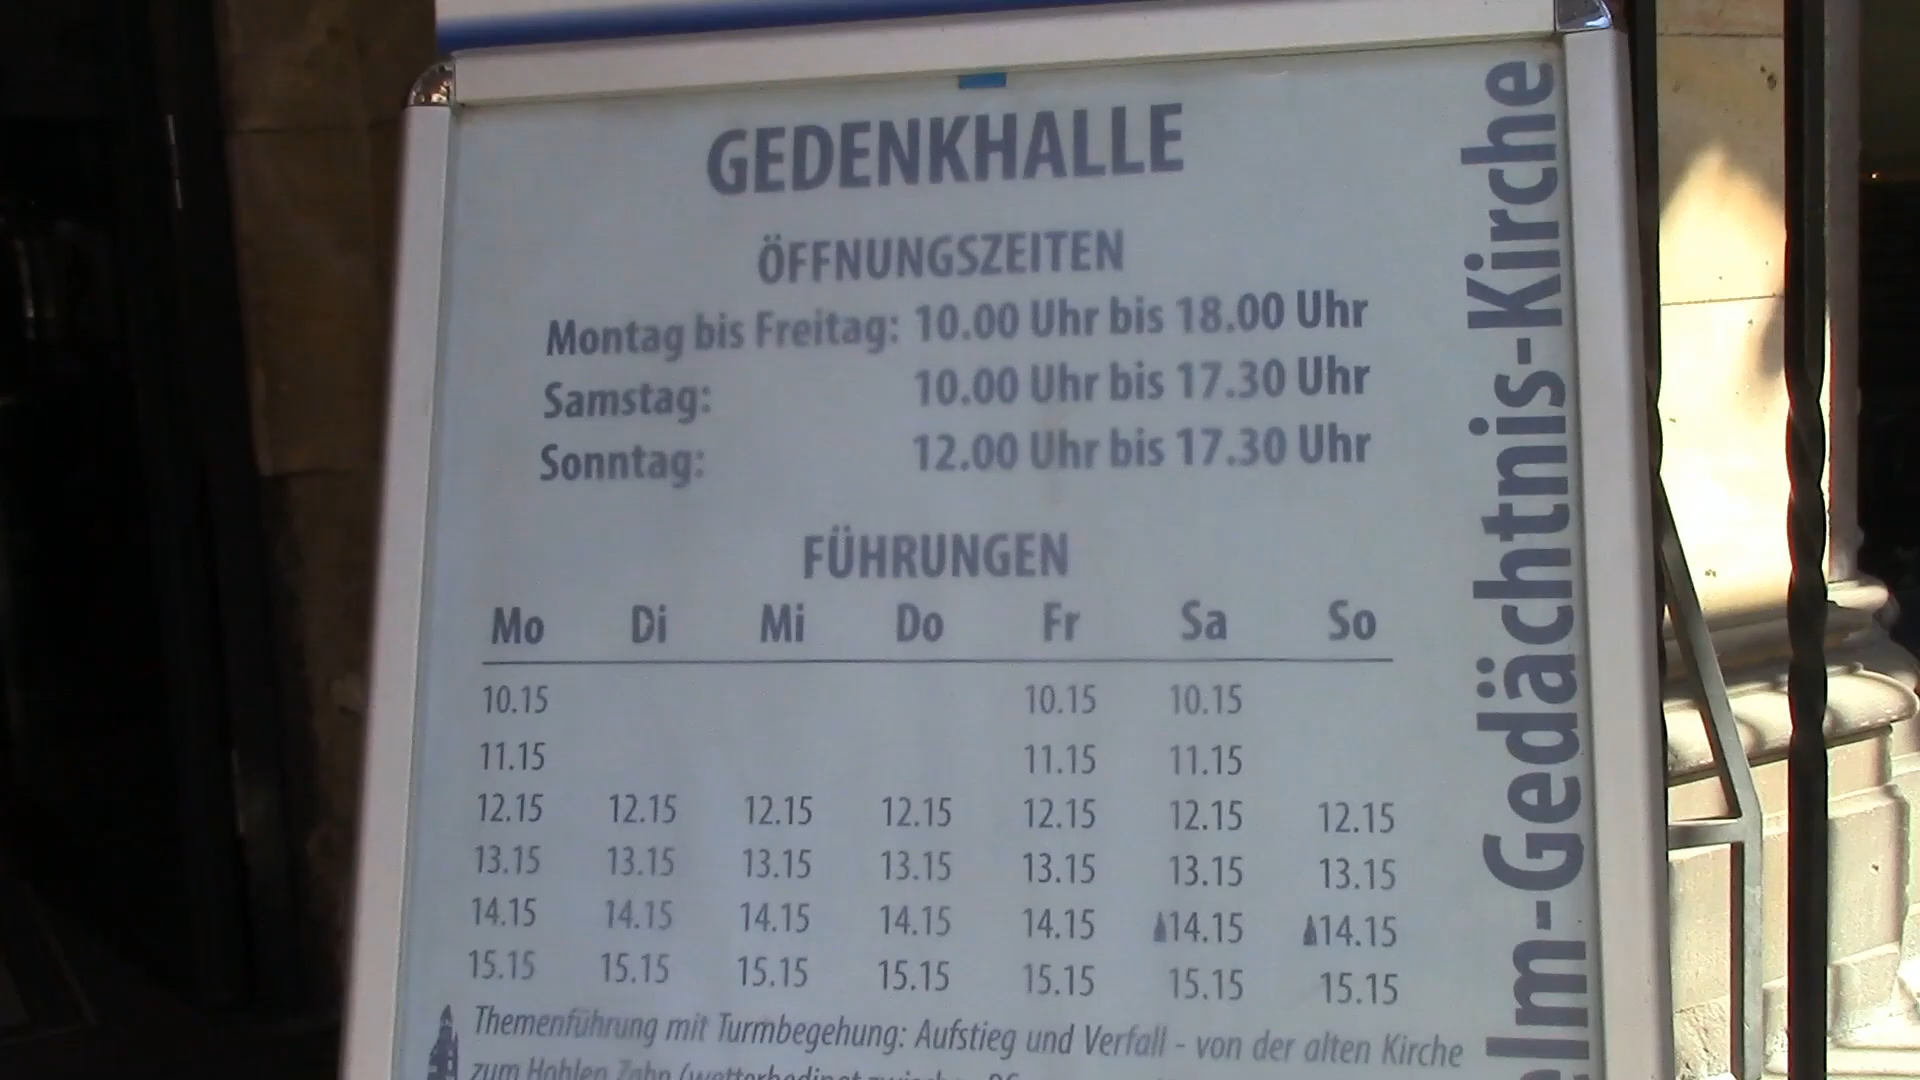 GEDENKHALLE
ÖFFNUNGSZEITEN
Montag bis Freitag: 10.00 Uhr bis 18.00 Uhr
Samstag: 10.00 Uhr bis 17.30 Uhr
Sonntag: 12.00 Uhr bis 17.30 Uhr
FÜHRUNGEN
Mo Di Mi Do Fr Sa So
10.15 10.15 10.15
11.15 11.15 11.15
12.15 12.15 12.15 12.15 12.15 12.15 12.15
13.15 13.15 13.15 13.15 13.15 13.15 13.15
14.15 14.15 14.15 14.15 14.15 14.15 14.15
15.15 15.15 15.15 15.15 15.15 15.15 15.15
Themenführung mit Turmbegehung: Aufstieg und Verfall - von der alten Kirche
zum Hohlen Zahn
elm-Gedächtnis-Kirche